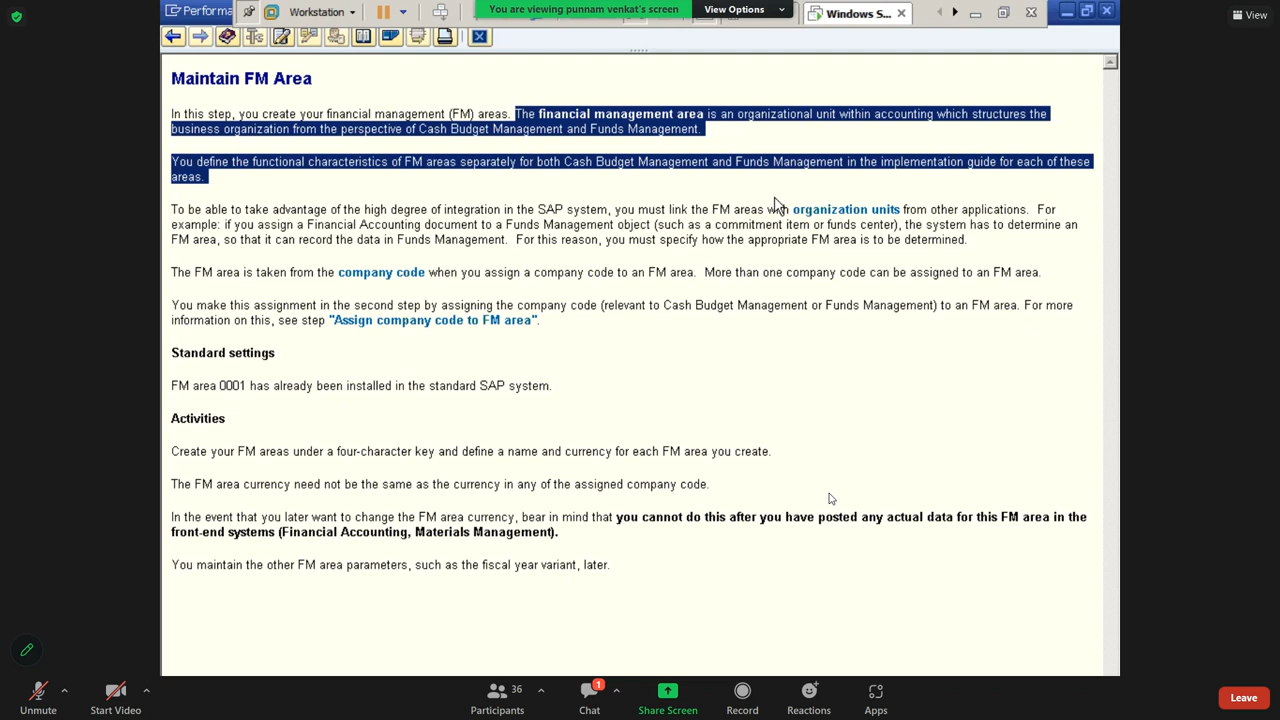 Performa
Workstation
You are viewing punnam venkat's screen
View Options
Windows S...
View
Maintain FM Area
In this step, you create your financial management (FM) areas. The financial management area is an organizational unit within accounting which structures the
business organization from the perspective of Cash Budget Management and Funds Management.
You define the functional characteristics of FM areas separately for both Cash Budget Management and Funds Management in the implementation guide for each of these
areas.
To be able to take advantage of the high degree of integration in the SAP system, you must link the FM areas with organization units from other applications. For
example: if you assign a Financial Accounting document to a Funds Management object (such as a commitment item or funds center), the system has to determine an
FM area, so that it can record the data in Funds Management. For this reason, you must specify how the appropriate FM area is to be determined.
The FM area is taken from the company code when you assign a company code to an FM area. More than one company code can be assigned to an FM area.
You make this assignment in the second step by assigning the company code (relevant to Cash Budget Management or Funds Management) to an FM area. For more
information on this, see step "Assign company code to FM area".
Standard settings
FM area 0001 has already been installed in the standard SAP system.
Activities
Create your FM areas under a four-character key and define a name and currency for each FM area you create.
The FM area currency need not be the same as the currency in any of the assigned company code.
In the event that you later want to change the FM area currency, bear in mind that you cannot do this after you have posted any actual data for this FM area in the
front-end systems (Financial Accounting, Materials Management).
You maintain the other FM area parameters, such as the fiscal year variant, later.
36
1
Unmute
Start Video
Participants
Chat
Share Screen
Record
Reactions
Apps
Leave